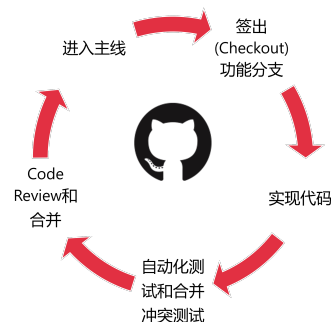 进入主线
签出
(Checkout)
功能分支
实现代码
自动化测
试和合并
冲突测试
Code
Review和
合并